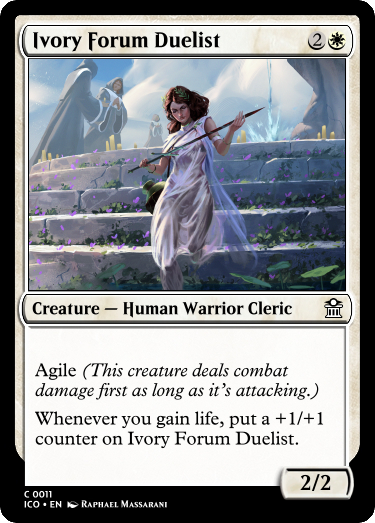 Ivory Forum Duelist 2
Creature — Human Warrior Cleric
Agile (This creature deals combat
damage first as long as it's attacking.)
Whenever you gain life, put a +1/+1
counter on Ivory Forum Duelist.
2/2
C 0011
ICO • EN Raphael Massarani